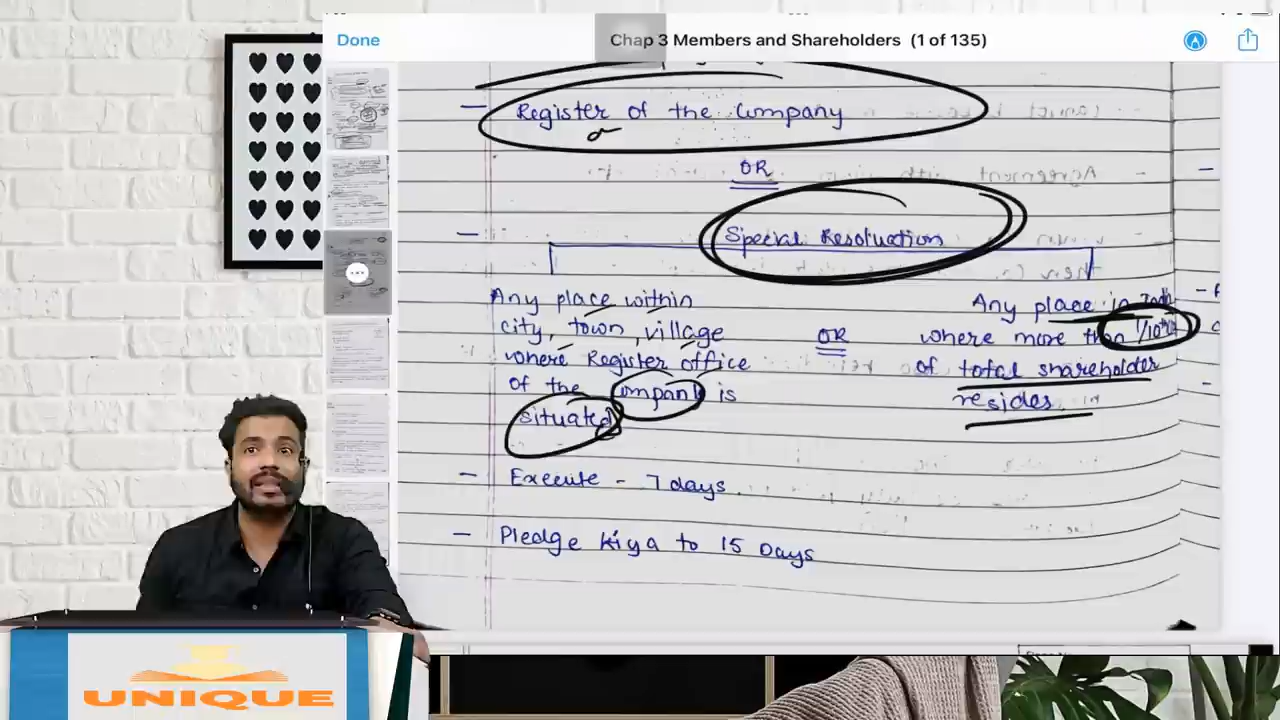 Done
Chap 3 Members and Shareholders (1 of 135)
— Register of the Company
or
OR
— Special Resoluation
Any place within
city, town, village
where Register office
of the company is
situated
OR
Any place in
where more than 1/10th
of total shareholder
resides
— Execute - 7 days
— Pledge kiya to 15 Days
UNIQUE